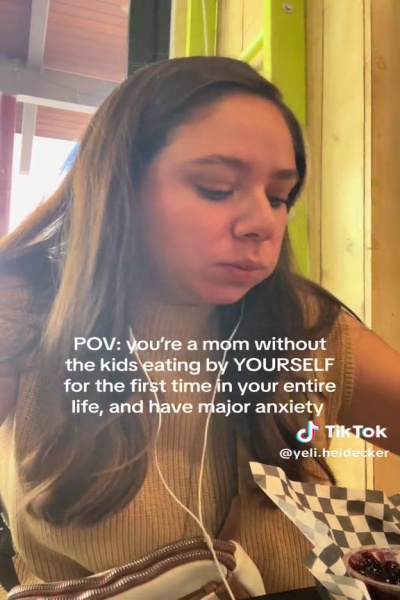 POV: you're a mom without
the kids eating by YOURSELF
for the first time in your entire
life, and have major anxiety
TikTok
@yeli.heidecker